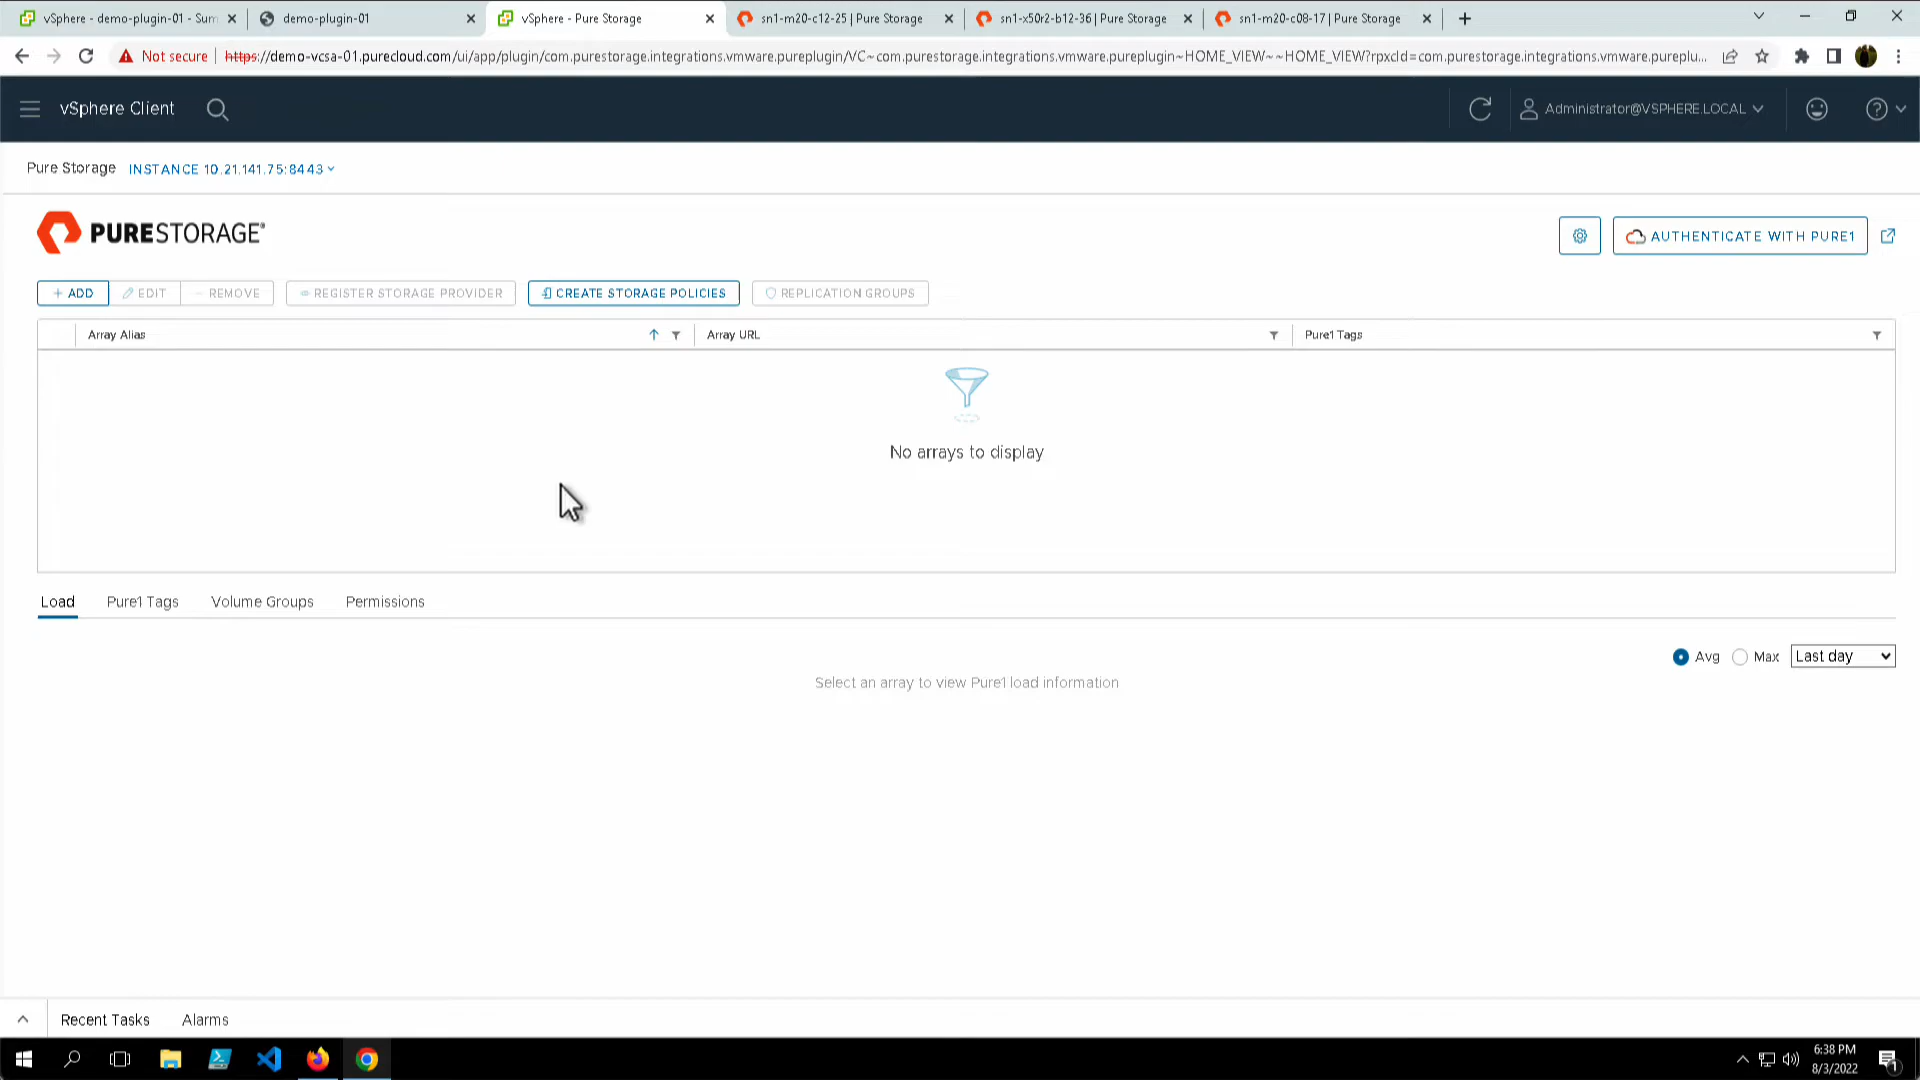 vSphere - demo-plugin-01 - Sum
demo-plugin-01
vSphere - Pure Storage
sn1-m20-c12-25 | Pure Storage
sn1-x50r2-b12-36 | Pure Storage
sn1-m20-c08-17 | Pure Storage
Not secure
https://demo-vcsa-01.purecloud.com/ui/app/plugin/com.purestorage.integrations.vmware.pureplugin/VC~com.purestorage.integrations.vmware.pureplugin~HOME_VIEW~~HOME_VIEW?rpxcId=com.purestorage.integrations.vmware.pureplu...
vSphere Client
Administrator@VSPHERE.LOCAL
Pure Storage INSTANCE 10.21.141.75:8443
PURESTORAGE®
AUTHENTICATE WITH PURE1
+ ADD
EDIT
- REMOVE
REGISTER STORAGE PROVIDER
CREATE STORAGE POLICIES
REPLICATION GROUPS
Array Alias
Array URL
Pure1 Tags
No arrays to display
Load
Pure1 Tags
Volume Groups
Permissions
Avg
Max
Last day
Select an array to view Pure1 load information
Recent Tasks
Alarms
6:38 PM
8/3/2022
1